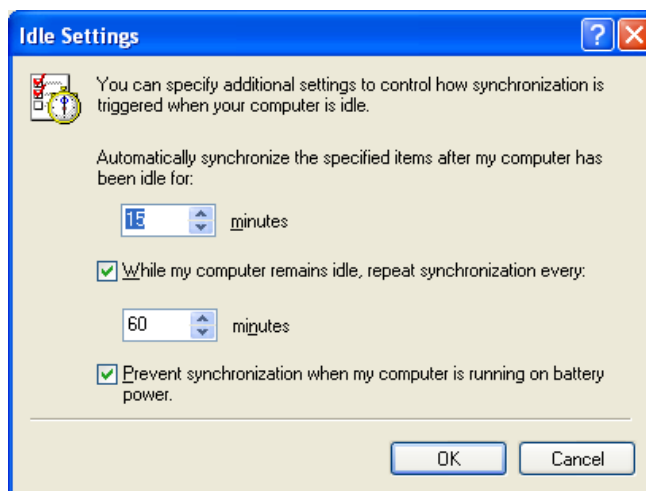 Idle Settings
You can specify additional settings to control how synchronization is
triggered when your computer is idle.
Automatically synchronize the specified items after my computer has
been idle for:
15 minutes
While my computer remains idle, repeat synchronization every:
60 minutes
Prevent synchronization when my computer is running on battery
power.
OK Cancel